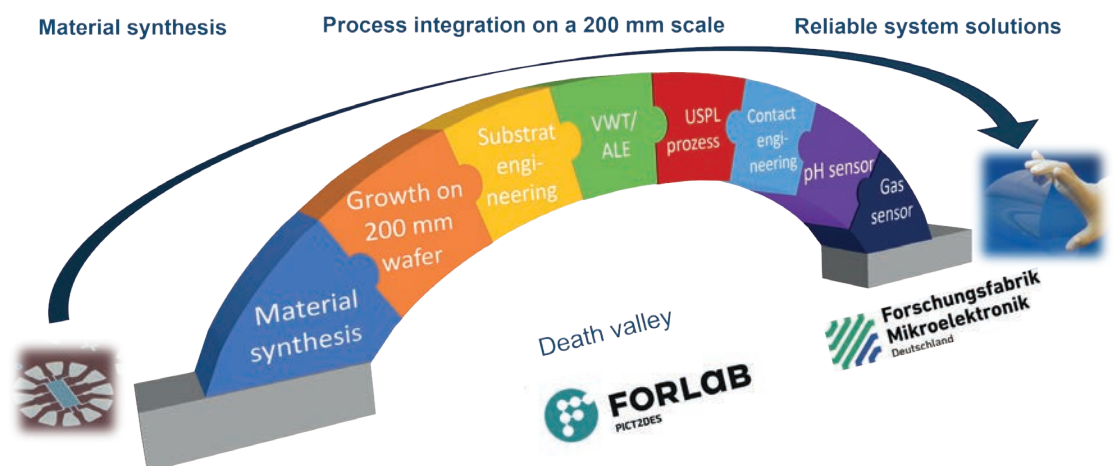 Material synthesis
Process integration on a 200 mm scale
Reliable system solutions
Material
synthesis
Growth on
200 mm
wafer
Substrat
engi-
neering
VWT/
ALE
USPL
prozess
Contact
engi-
neering
pH sensor
Gas
sensor
Death valley
FORLAB
PICT2DES
Forschungsfabrik
Mikroelektronik
Deutschland